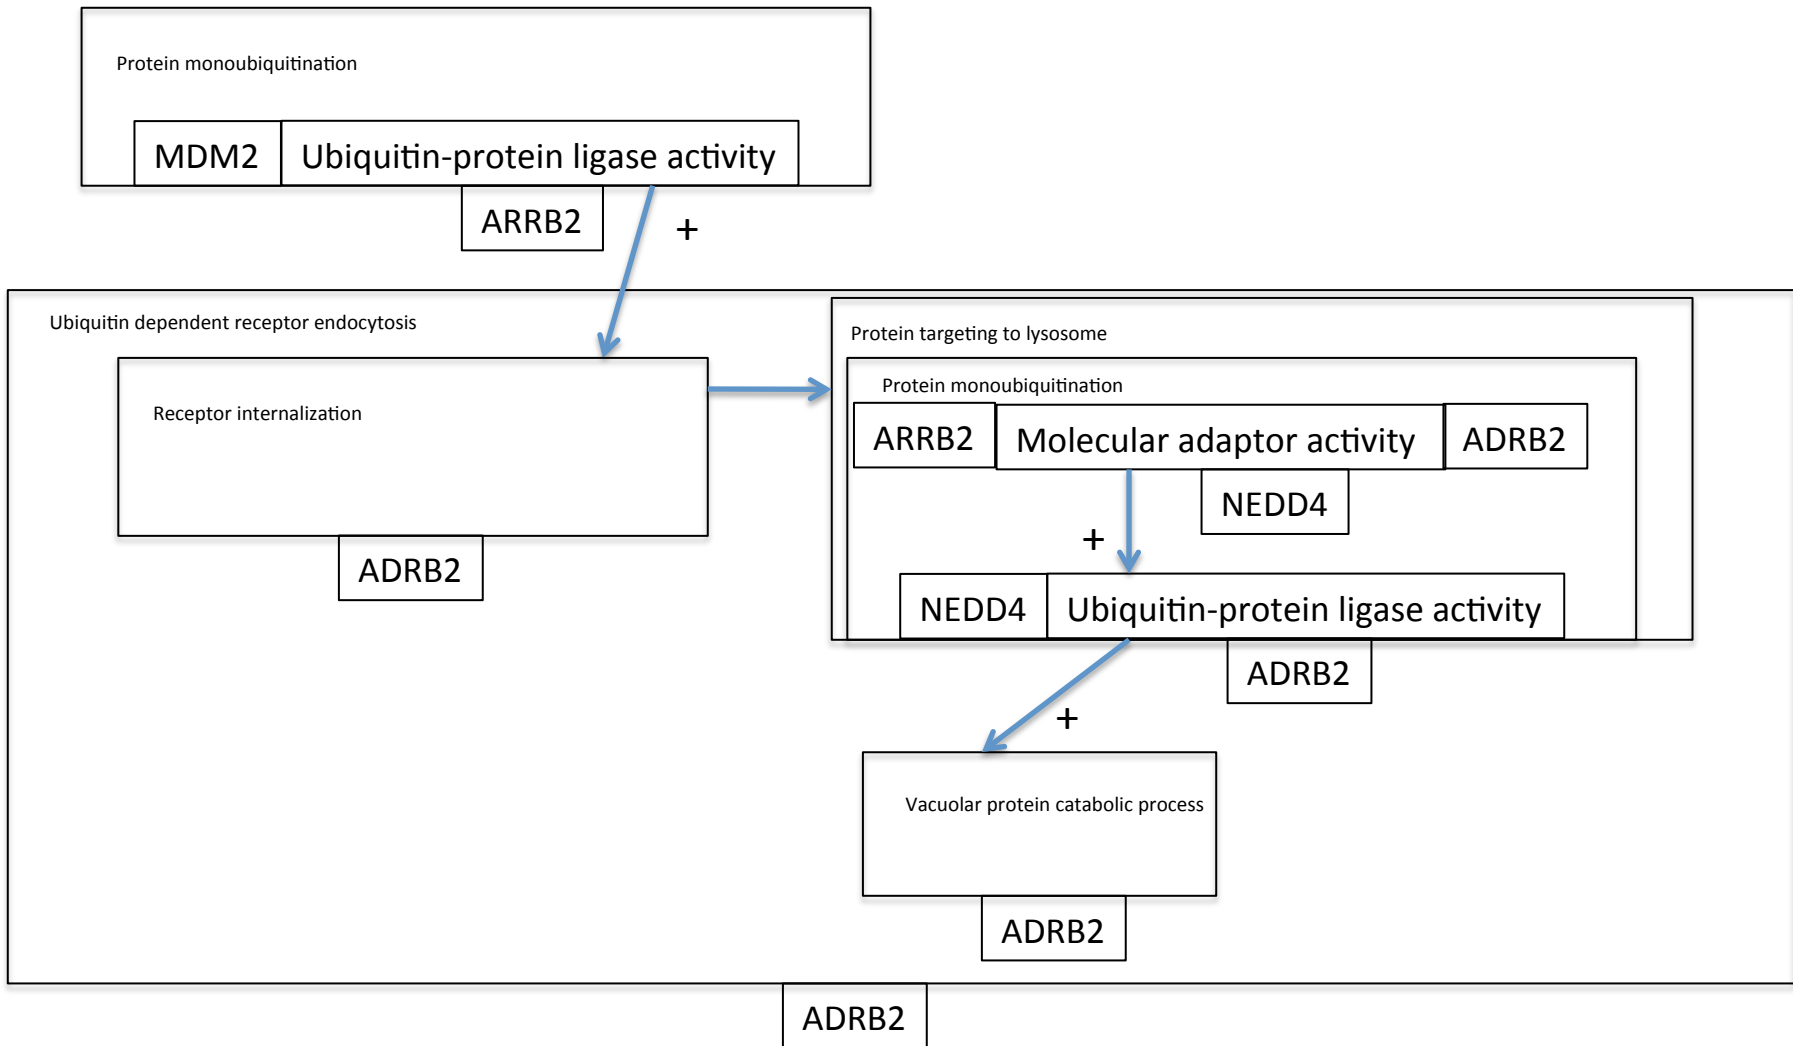 Protein monoubiquitination
MDM2 Ubiquitin-protein ligase activity
ARRB2
+
Ubiquitin dependent receptor endocytosis
Protein targeting to lysosome
Receptor internalization
ADRB2
Protein monoubiquitination
ARRB2 Molecular adaptor activity ADRB2
NEDD4
+
NEDD4 Ubiquitin-protein ligase activity
ADRB2
+
Vacuolar protein catabolic process
ADRB2
ADRB2